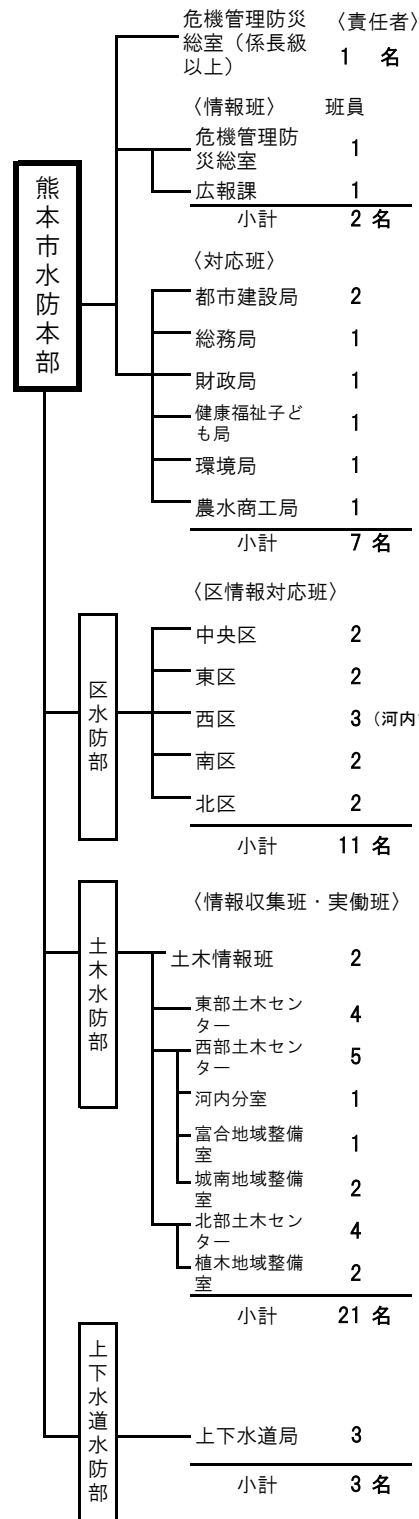 危機管理防災
総室（係長級
以上）
〈責任者〉
1 名
〈情報班〉 班員
危機管理防
災総室 1
広報課 1
小計 2 名
熊本市水防本部
〈対応班〉
都市建設局 2
総務局 1
財政局 1
健康福祉子ど
も局 1
環境局 1
農水商工局 1
小計 7 名
〈区情報対応班〉
区水防部
中央区 2
東区 2
西区 3 （河内
南区 2
北区 2
小計 11 名
〈情報収集班・実働班〉
土木水防部
土木情報班 2
東部土木セン
ター 4
西部土木セン
ター 5
河内分室 1
富合地域整備
室 1
城南地域整備
室 2
北部土木セン
ター 4
植木地域整備
室 2
小計 21 名
上下水道水防部
上下水道局 3
小計 3 名